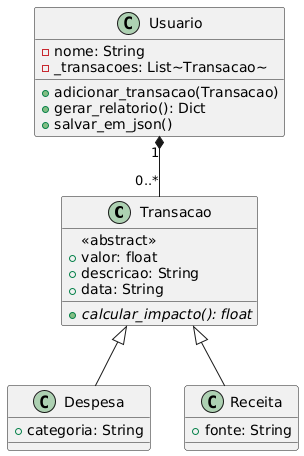 C Usuario
nome: String
_transacoes: List~Transacao~
adicionar_transacao(Transacao)
gerar_relatorio(): Dict
salvar_em_json()
1
0..*
C Transacao
«abstract»
valor: float
descricao: String
data: String
calcular_impacto(): float
C Despesa
categoria: String
C Receita
fonte: String